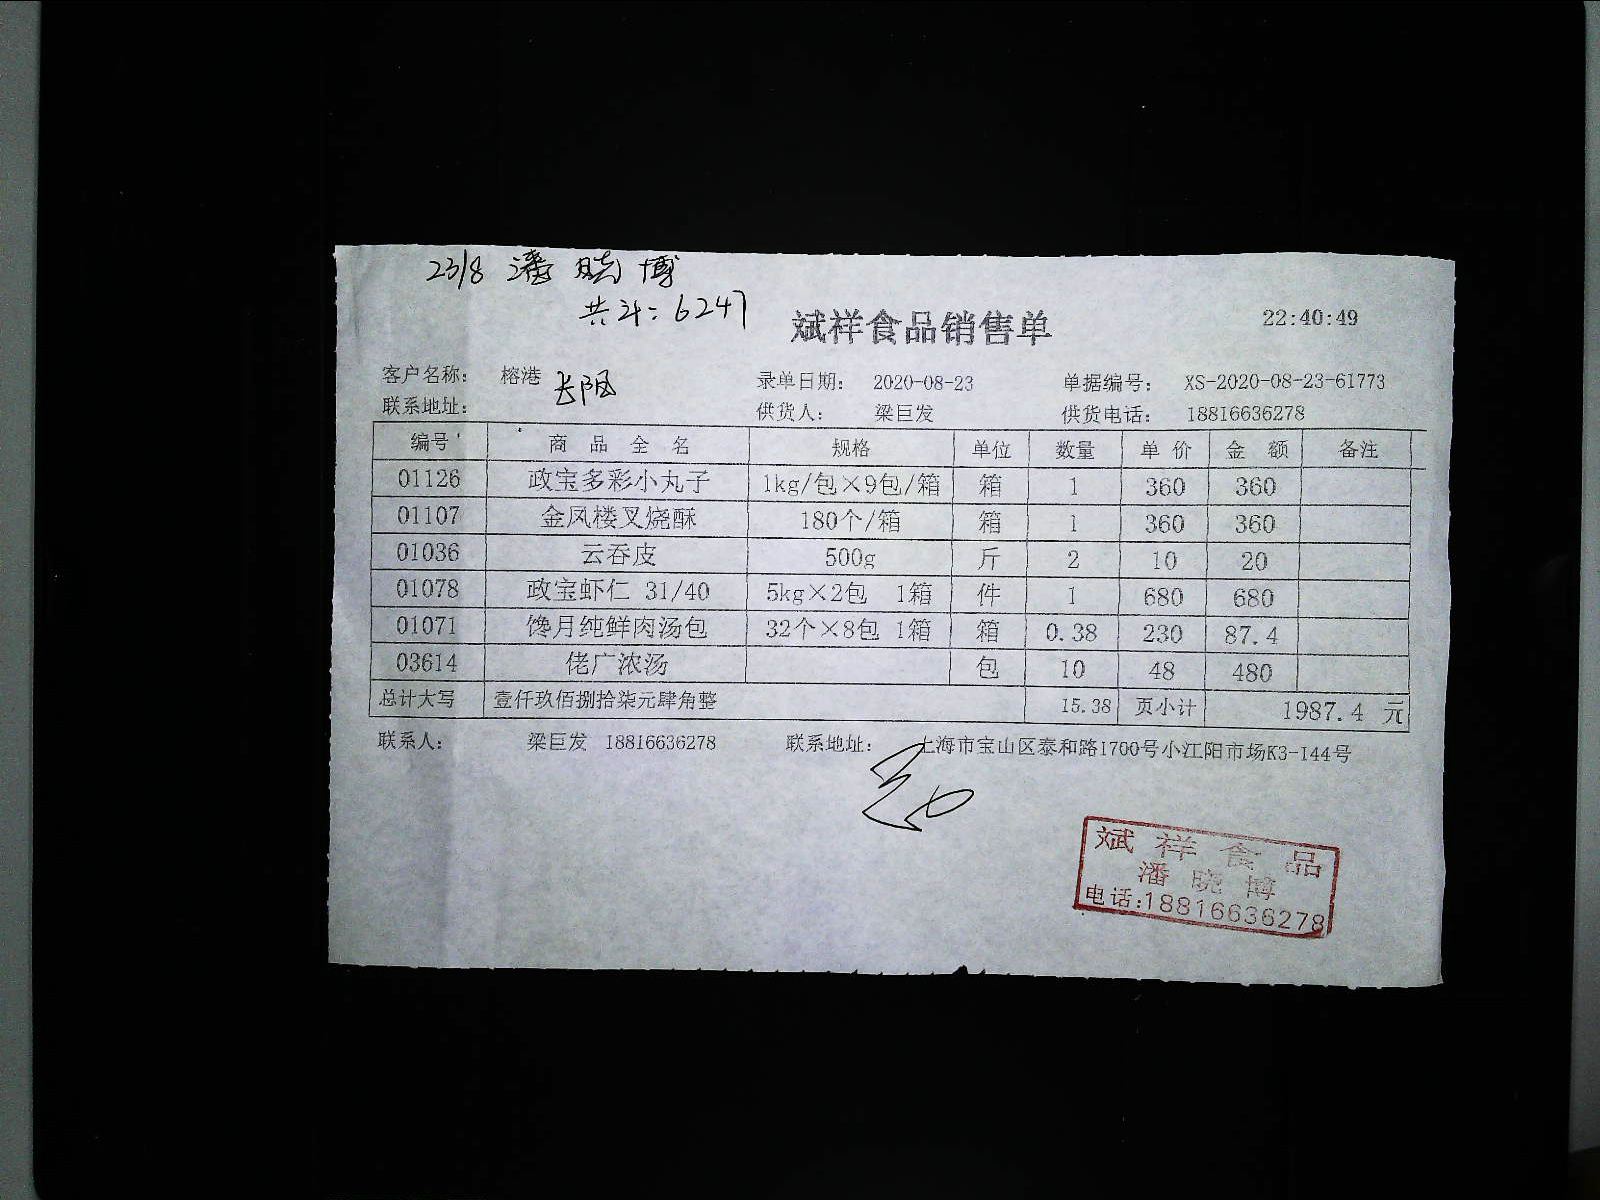 23/8 潘晓博
共计:6247
斌祥食品销售单 22:40:49
客户名称: 榕港 长风 录单日期: 2020-08-23 单据编号: XS-2020-08-23-61773
联系地址: 供货人: 梁巨发 供货电话: 18816636278
编号 商品全名 规格 单位 数量 单价 金额 备注
01126 政宝多彩小丸子 1kg/包×9包/箱 箱 1 360 360
01107 金凤楼叉烧酥 180个/箱 箱 1 360 360
01036 云吞皮 500g 斤 2 10 20
01078 政宝虾仁 31/40 5kg×2包 1箱 件 1 680 680
01071 馋月纯鲜肉汤包 32个×8包 1箱 箱 0.38 230 87.4
03614 佬广浓汤 包 10 48 480
总计大写 壹仟玖佰捌拾柒元肆角整 15.38 页小计 1987.4 元
联系人: 梁巨发 18816636278 联系地址: 上海市宝山区泰和路1700号小江阳市场K3-144号
斌祥食品
潘晓博
电话:18816636278